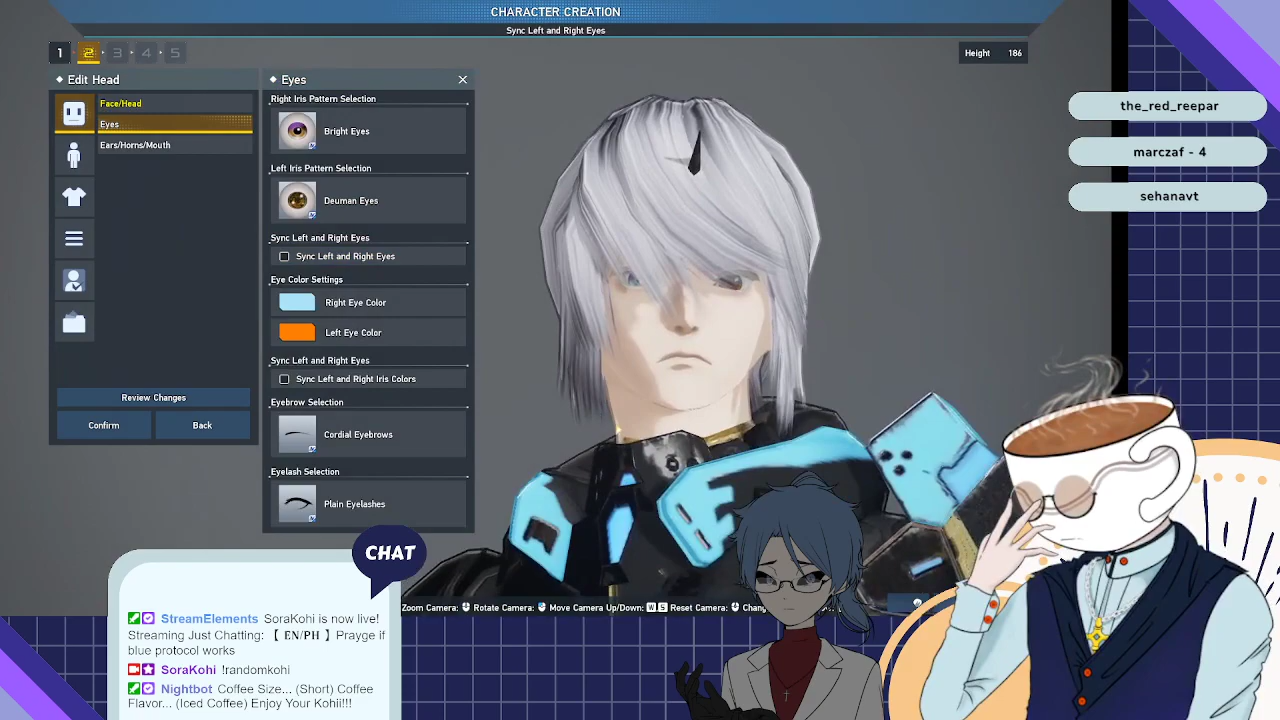 CHARACTER CREATION
Sync Left and Right Eyes
1 2 3 4 5
Height 186
Edit Head
Face/Head
Eyes
Ears/Horns/Mouth
Review Changes
Confirm
Back
Eyes
Right Iris Pattern Selection
Bright Eyes
Left Iris Pattern Selection
Deuman Eyes
Sync Left and Right Eyes
Sync Left and Right Eyes
Eye Color Settings
Right Eye Color
Left Eye Color
Sync Left and Right Eyes
Sync Left and Right Iris Colors
Eyebrow Selection
Cordial Eyebrows
Eyelash Selection
Plain Eyelashes
the_red_reepar
marczaf - 4
sehanavt
Zoom Camera: Rotate Camera: Move Camera Up/Down: W S Reset Camera:
CHAT
StreamElements SoraKohi is now live!
Streaming Just Chatting: 【 EN/PH 】Prayge if
blue protocol works
SoraKohi !randomkohi
Nightbot Coffee Size... (Short) Coffee
Flavor... (Iced Coffee) Enjoy Your Kohii!!!